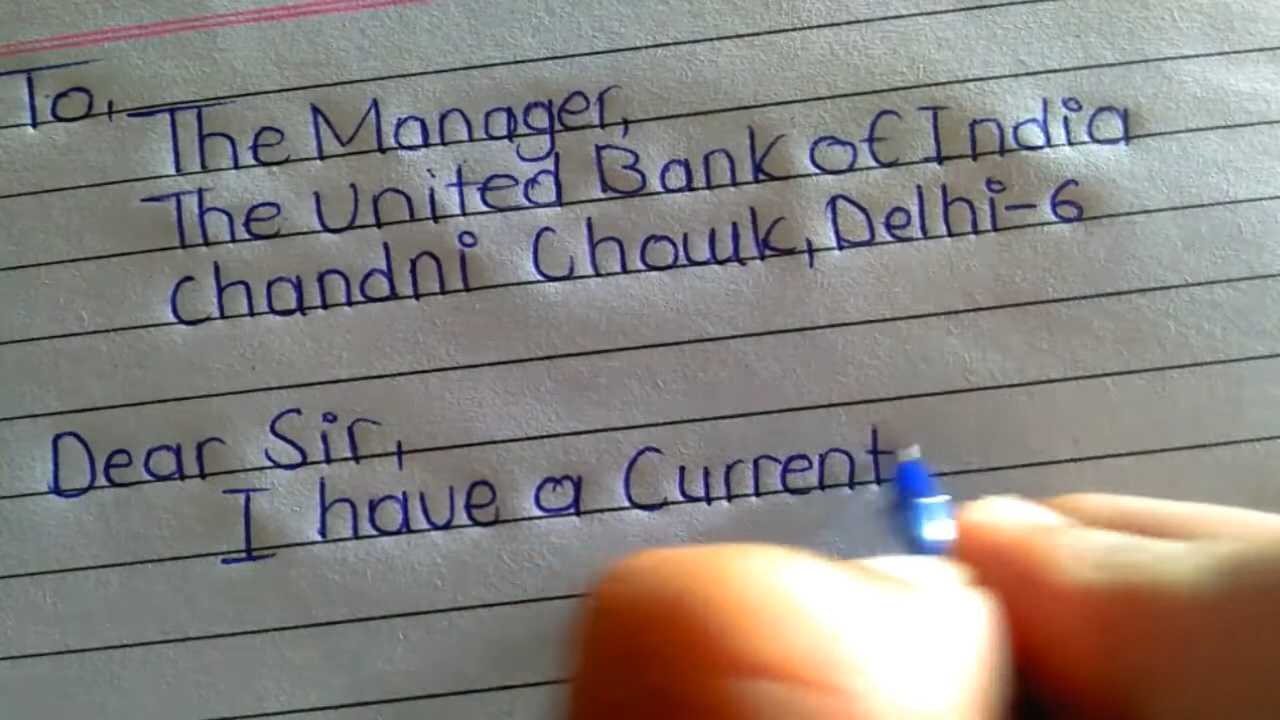 To,
The Manager,
The United Bank of India
Chandni Chowk, Delhi-6
Dear Sir,
I have a Current